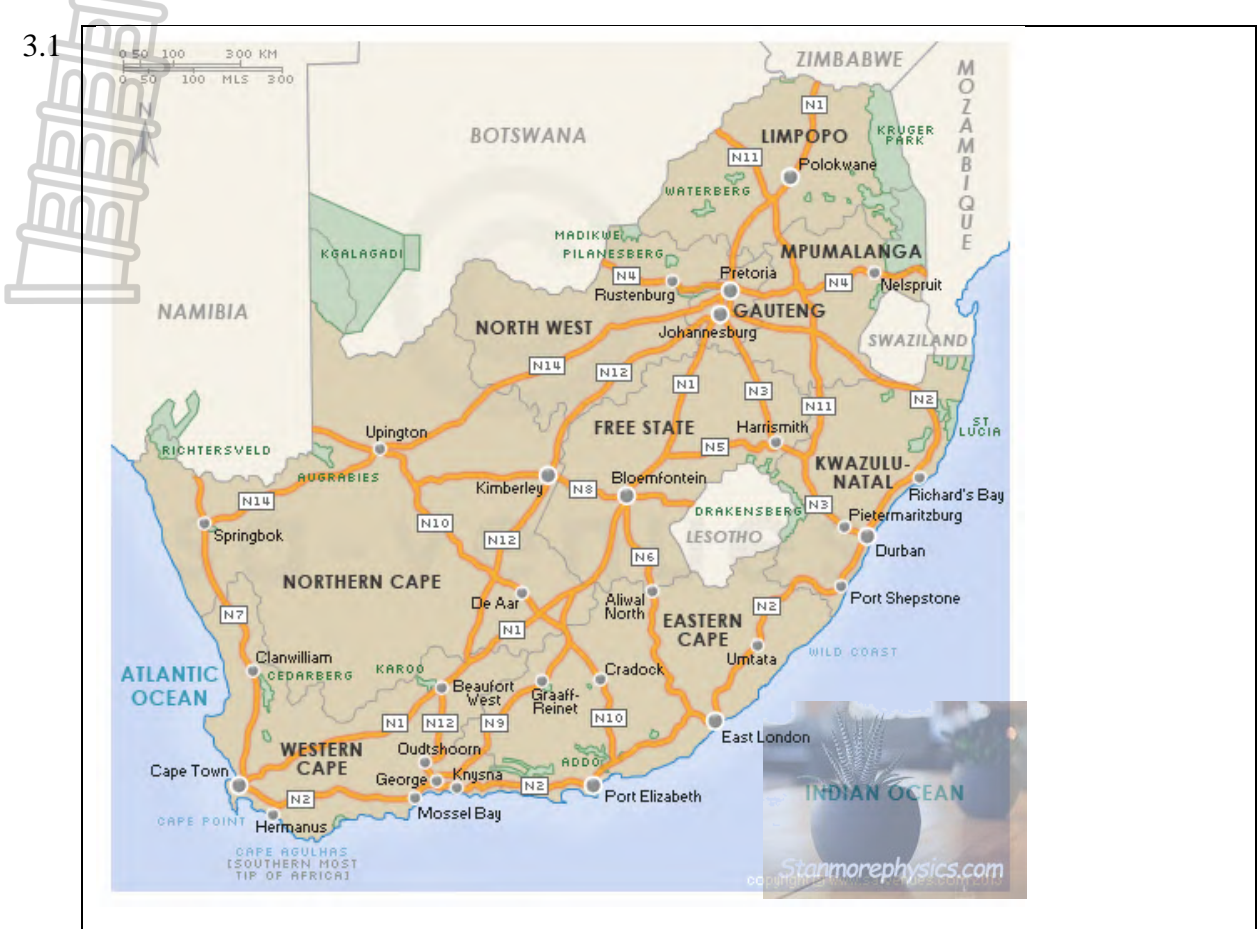 3.1
0 50 100 300 KM
0 50 100 MLS 300
N
ZIMBABWE
MOZAMBIQUE
BOTSWANA
N1
LIMPOPO
KRUGER
PARK
N11
Polokwane
WATERBERG
MADIKWE
PILANESBERG
KGALAGADI
MPUMALANGA
N4
Pretoria
N4
Nelspruit
Rustenburg
NAMIBIA
NORTH WEST
GAUTENG
Johannesburg
SWAZILAND
N14
N12
N1
N3
N11
N2
ST
LUCIA
Upington
FREE STATE
Harrismith
N5
RICHTERSVELD
AUGRABIES
KWAZULU-
NATAL
Kimberley
N8
Bloemfontein
Richard's Bay
N14
DRAKENSBERG
N3
Pietermaritzburg
Springbok
N10
N12
LESOTHO
Durban
N6
NORTHERN CAPE
De Aar
Aliwal
North
N2
Port Shepstone
N7
N1
EASTERN
CAPE
Umtata
WILD COAST
Clanwilliam
CEDARBERG
KAROO
Cradock
ATLANTIC
OCEAN
Beaufort
West
Graaff-
Reinet
N1
N12
N9
N10
East London
WESTERN
CAPE
Oudtshoorn
ADDO
Cape Town
George
Knysna
N2
N2
Port Elizabeth
INDIAN OCEAN
Mossel Bay
CAPE POINT
Hermanus
CAPE AGULHAS
[SOUTHERN MOST
TIP OF AFRICA]
Stanmorephysics.com